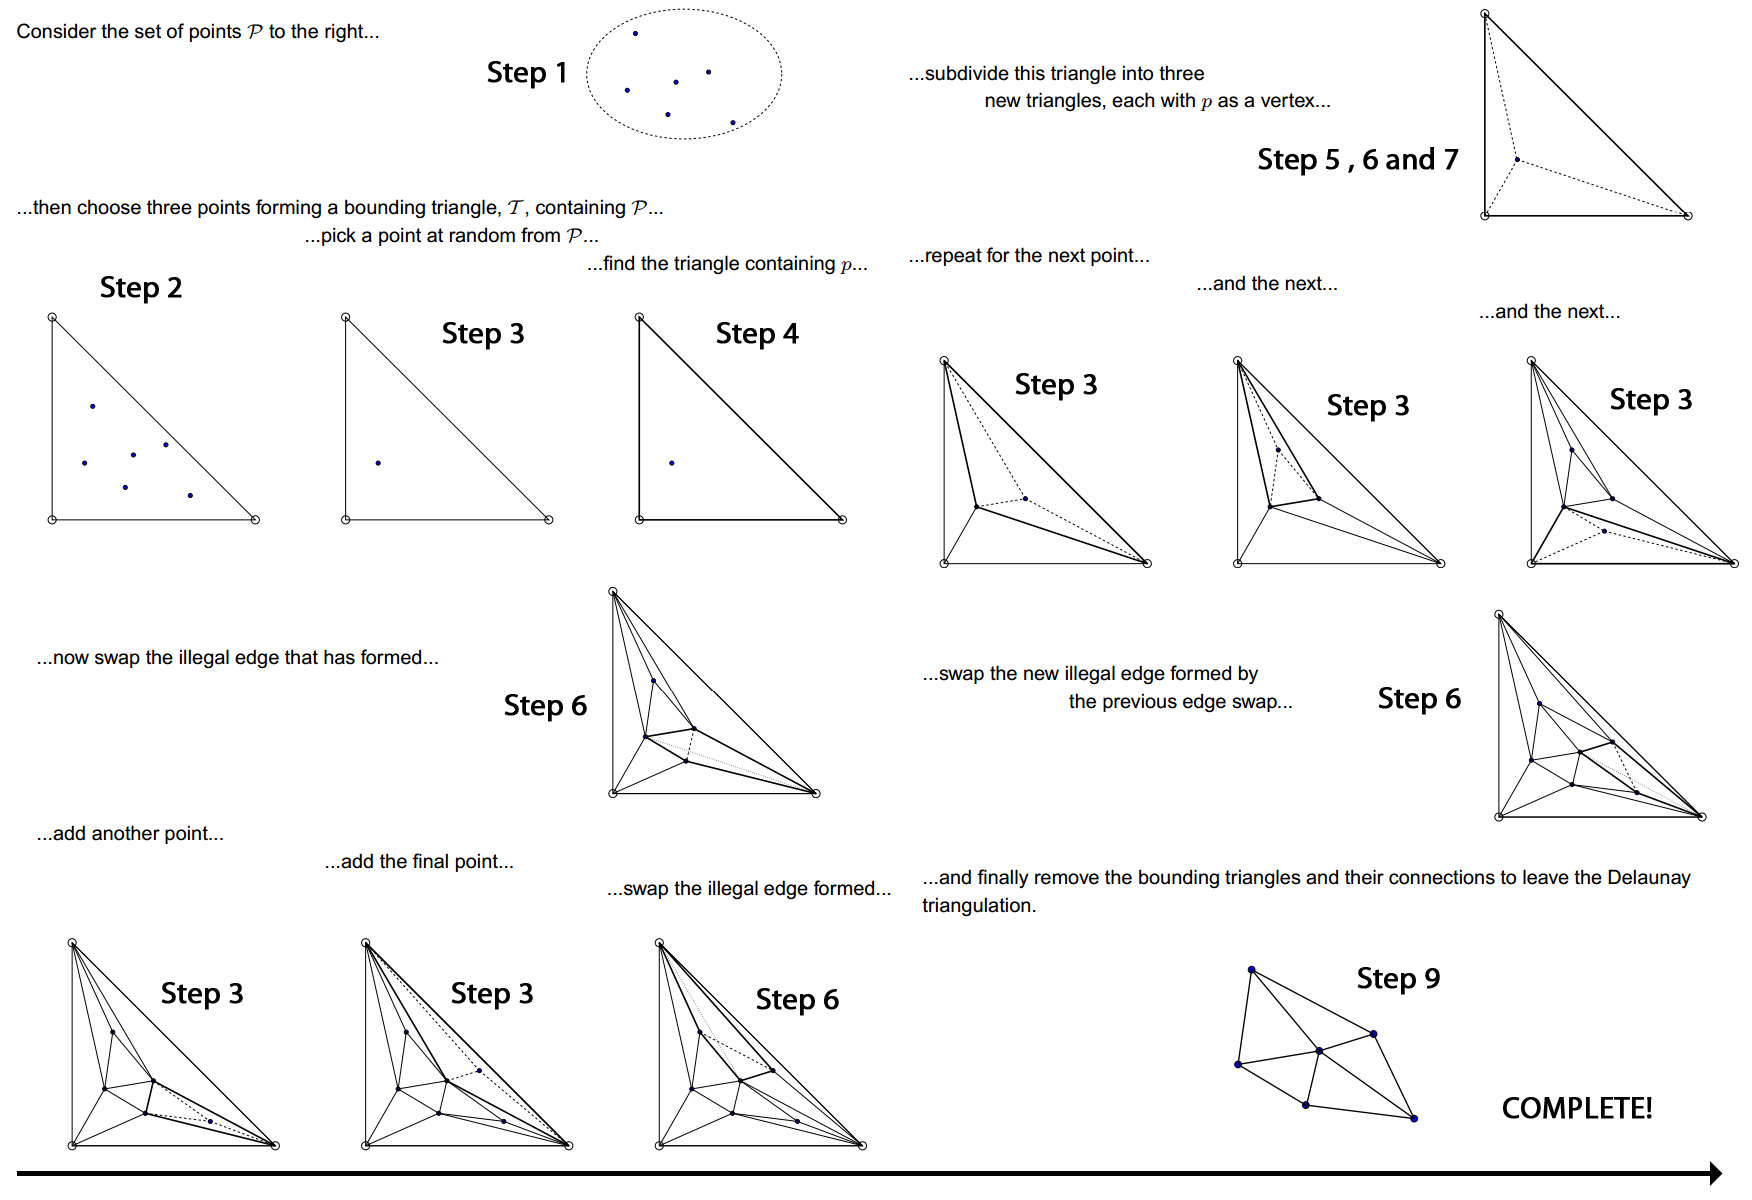 Consider the set of points 𝒫 to the right...
Step 1
...then choose three points forming a bounding triangle, 𝒯, containing 𝒫...
...pick a point at random from 𝒫...
...find the triangle containing p...
Step 2
Step 3
Step 4
...subdivide this triangle into three
new triangles, each with p as a vertex...
Step 5 , 6 and 7
...repeat for the next point...
...and the next...
...and the next...
Step 3
Step 3
Step 3
...now swap the illegal edge that has formed...
Step 6
...add another point...
...add the final point...
...swap the illegal edge formed...
Step 3
Step 3
Step 6
...swap the new illegal edge formed by
the previous edge swap...
Step 6
...and finally remove the bounding triangles and their connections to leave the Delaunay
triangulation.
Step 9
COMPLETE!